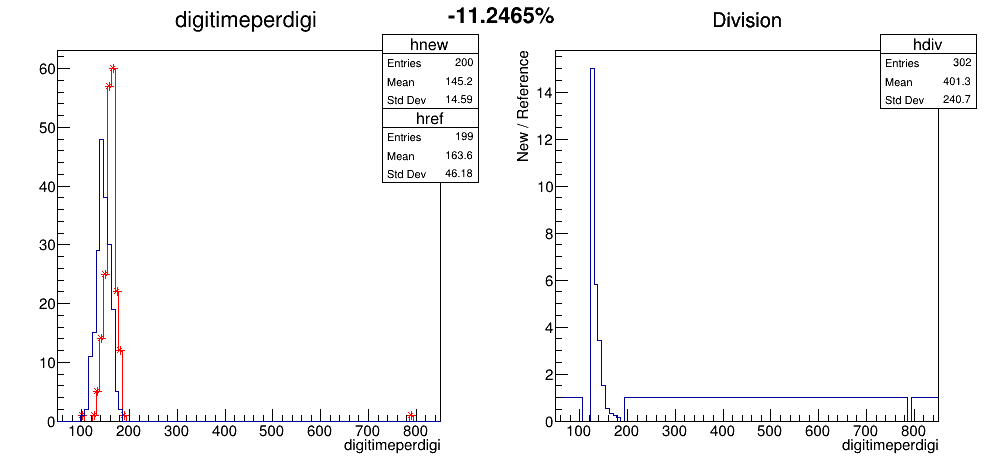 -11.2465%
digitimeperdigi
hnew
Entries 200
Mean 145.2
Std Dev 14.59
href
Entries 199
Mean 163.6
Std Dev 46.18
60
50
40
30
20
10
0
100 200 300 400 500 600 700 800
digitimeperdigi
Division
hdiv
Entries 302
Mean 401.3
Std Dev 240.7
New / Reference
14
12
10
8
6
4
2
0
100 200 300 400 500 600 700 800
digitimeperdigi